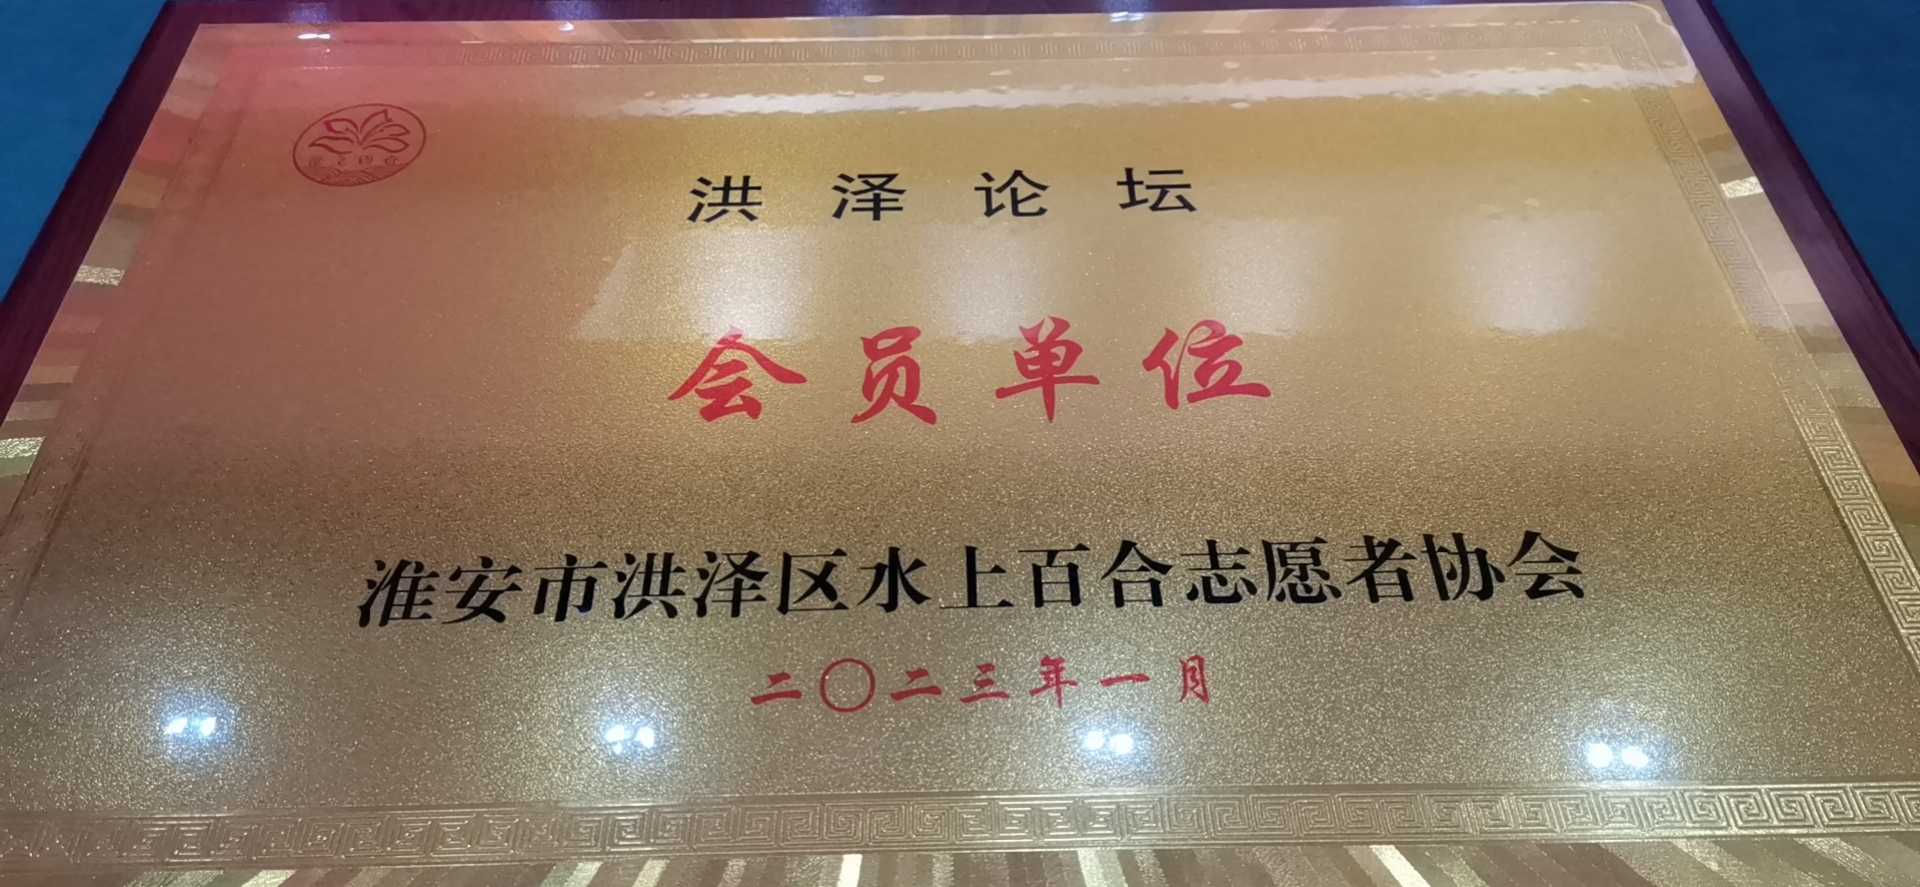 洪泽论坛
会员单位
淮安市洪泽区水上百合志愿者协会
二〇二三年一月